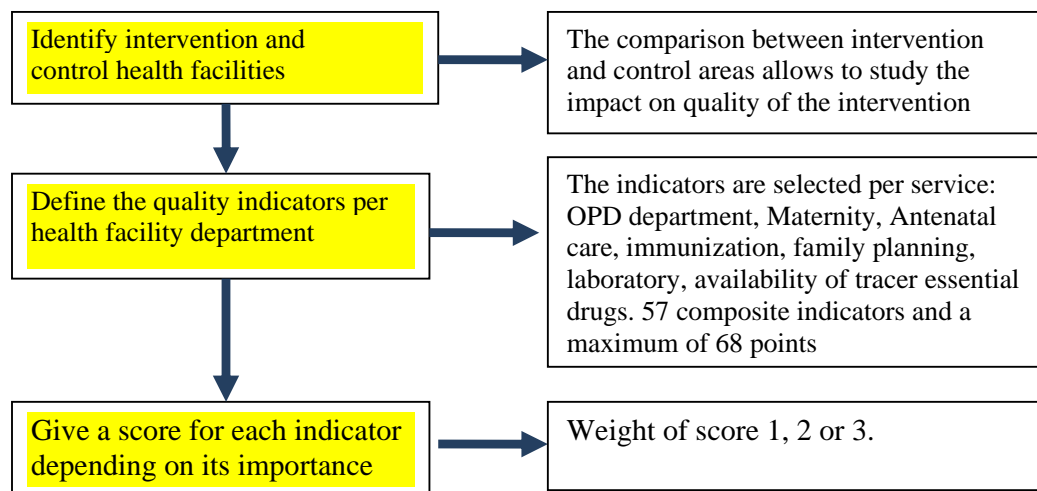 Identify intervention and
control health facilities
The comparison between intervention
and control areas allows to study the
impact on quality of the intervention
Define the quality indicators per
health facility department
The indicators are selected per service:
OPD department, Maternity, Antenatal
care, immunization, family planning,
laboratory, availability of tracer essential
drugs. 57 composite indicators and a
maximum of 68 points
Give a score for each indicator
depending on its importance
Weight of score 1, 2 or 3.